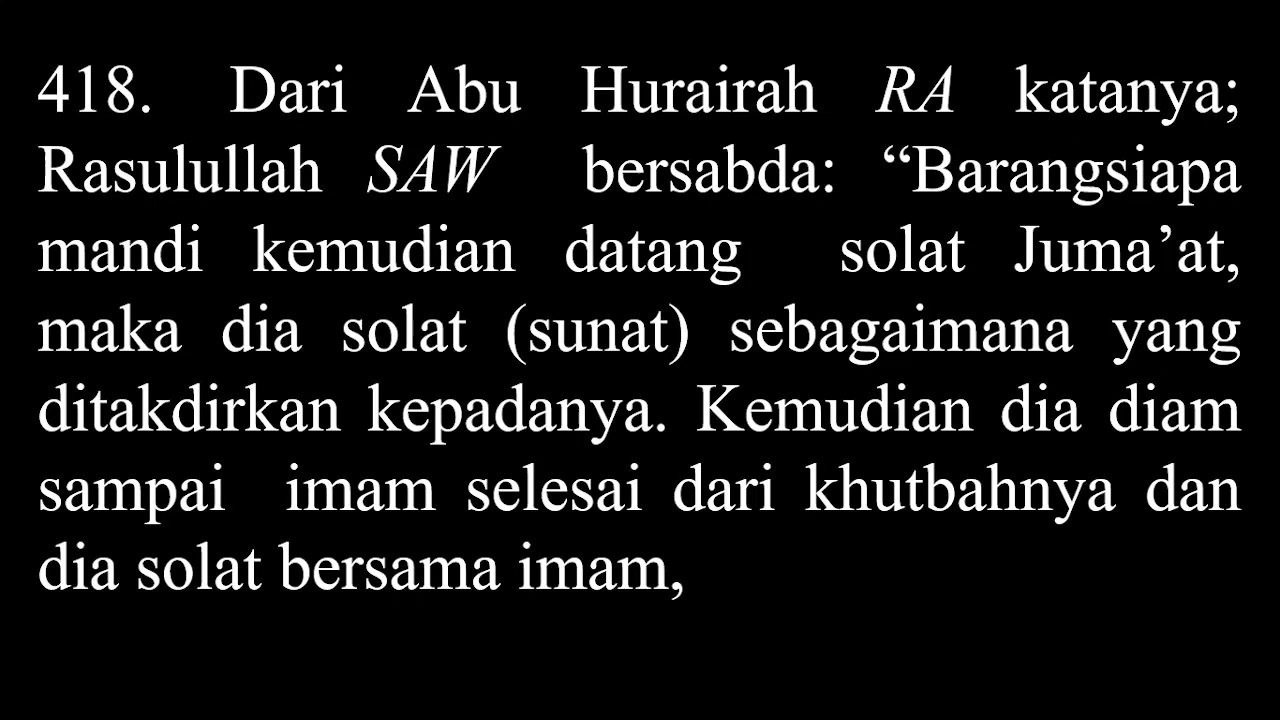 418. Dari Abu Hurairah RA katanya;
Rasulullah SAW bersabda: “Barangsiapa
mandi kemudian datang solat Juma’at,
maka dia solat (sunat) sebagaimana yang
ditakdirkan kepadanya. Kemudian dia diam
sampai imam selesai dari khutbahnya dan
dia solat bersama imam,